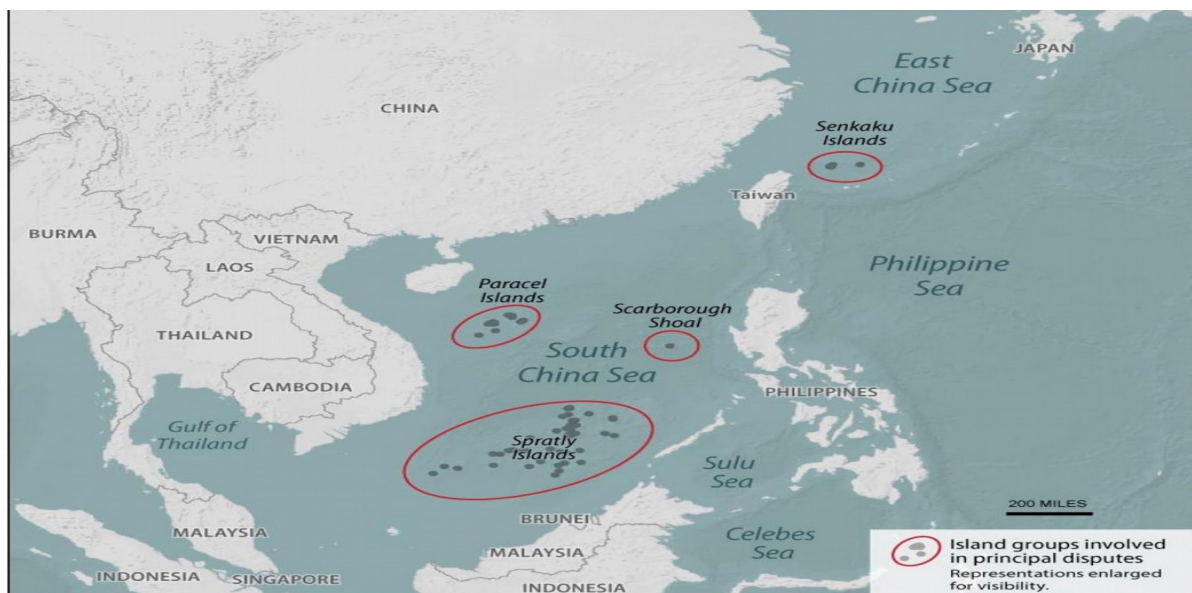 JAPAN
East
China Sea
CHINA
Senkaku
Islands
Taiwan
BURMA
VIETNAM
LAOS
Philippine
Sea
Paracel
Islands
Scarborough
Shoal
THAILAND
South
China Sea
CAMBODIA
PHILIPPINES
Gulf of
Thailand
Spratly
Islands
Sulu
Sea
200 MILES
BRUNEI
MALAYSIA
Celebes
Sea
MALAYSIA
INDONESIA
SINGAPORE
INDONESIA
Island groups involved
in principal disputes
Representations enlarged
for visibility.